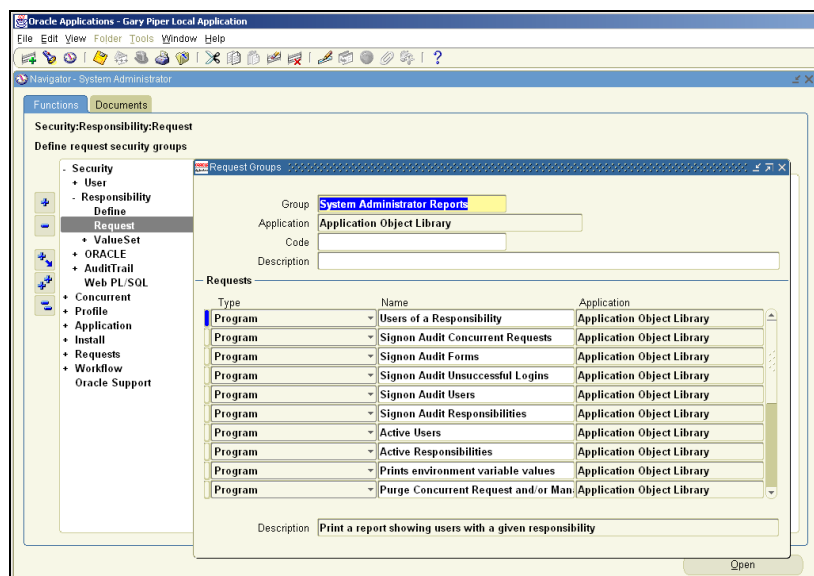 Oracle Applications - Gary Piper Local Application
File Edit View Folder Tools Window Help
Navigator - System Administrator
Functions Documents
Security:Responsibility:Request
Define request security groups
- Security
+ User
- Responsibility
Define
Request
+ ValueSet
+ ORACLE
+ AuditTrail
Web PL/SQL
+ Concurrent
+ Profile
+ Application
+ Install
+ Requests
+ Workflow
Oracle Support
Request Groups
Group System Administrator Reports
Application Application Object Library
Code
Description
Requests
Type Name Application
Program Users of a Responsibility Application Object Library
Program Signon Audit Concurrent Requests Application Object Library
Program Signon Audit Forms Application Object Library
Program Signon Audit Unsuccessful Logins Application Object Library
Program Signon Audit Users Application Object Library
Program Signon Audit Responsibilities Application Object Library
Program Active Users Application Object Library
Program Active Responsibilities Application Object Library
Program Prints environment variable values Application Object Library
Program Purge Concurrent Request and/or Man Application Object Library
Description Print a report showing users with a given responsibility
Open